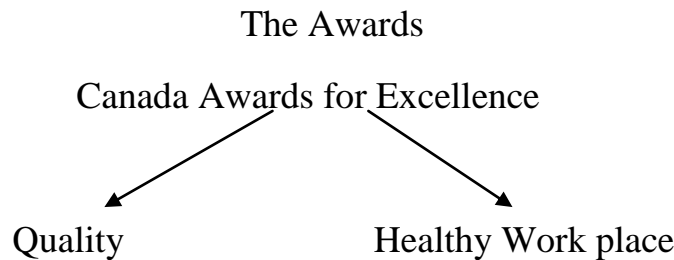 The Awards
Canada Awards for Excellence
Quality Healthy Work place